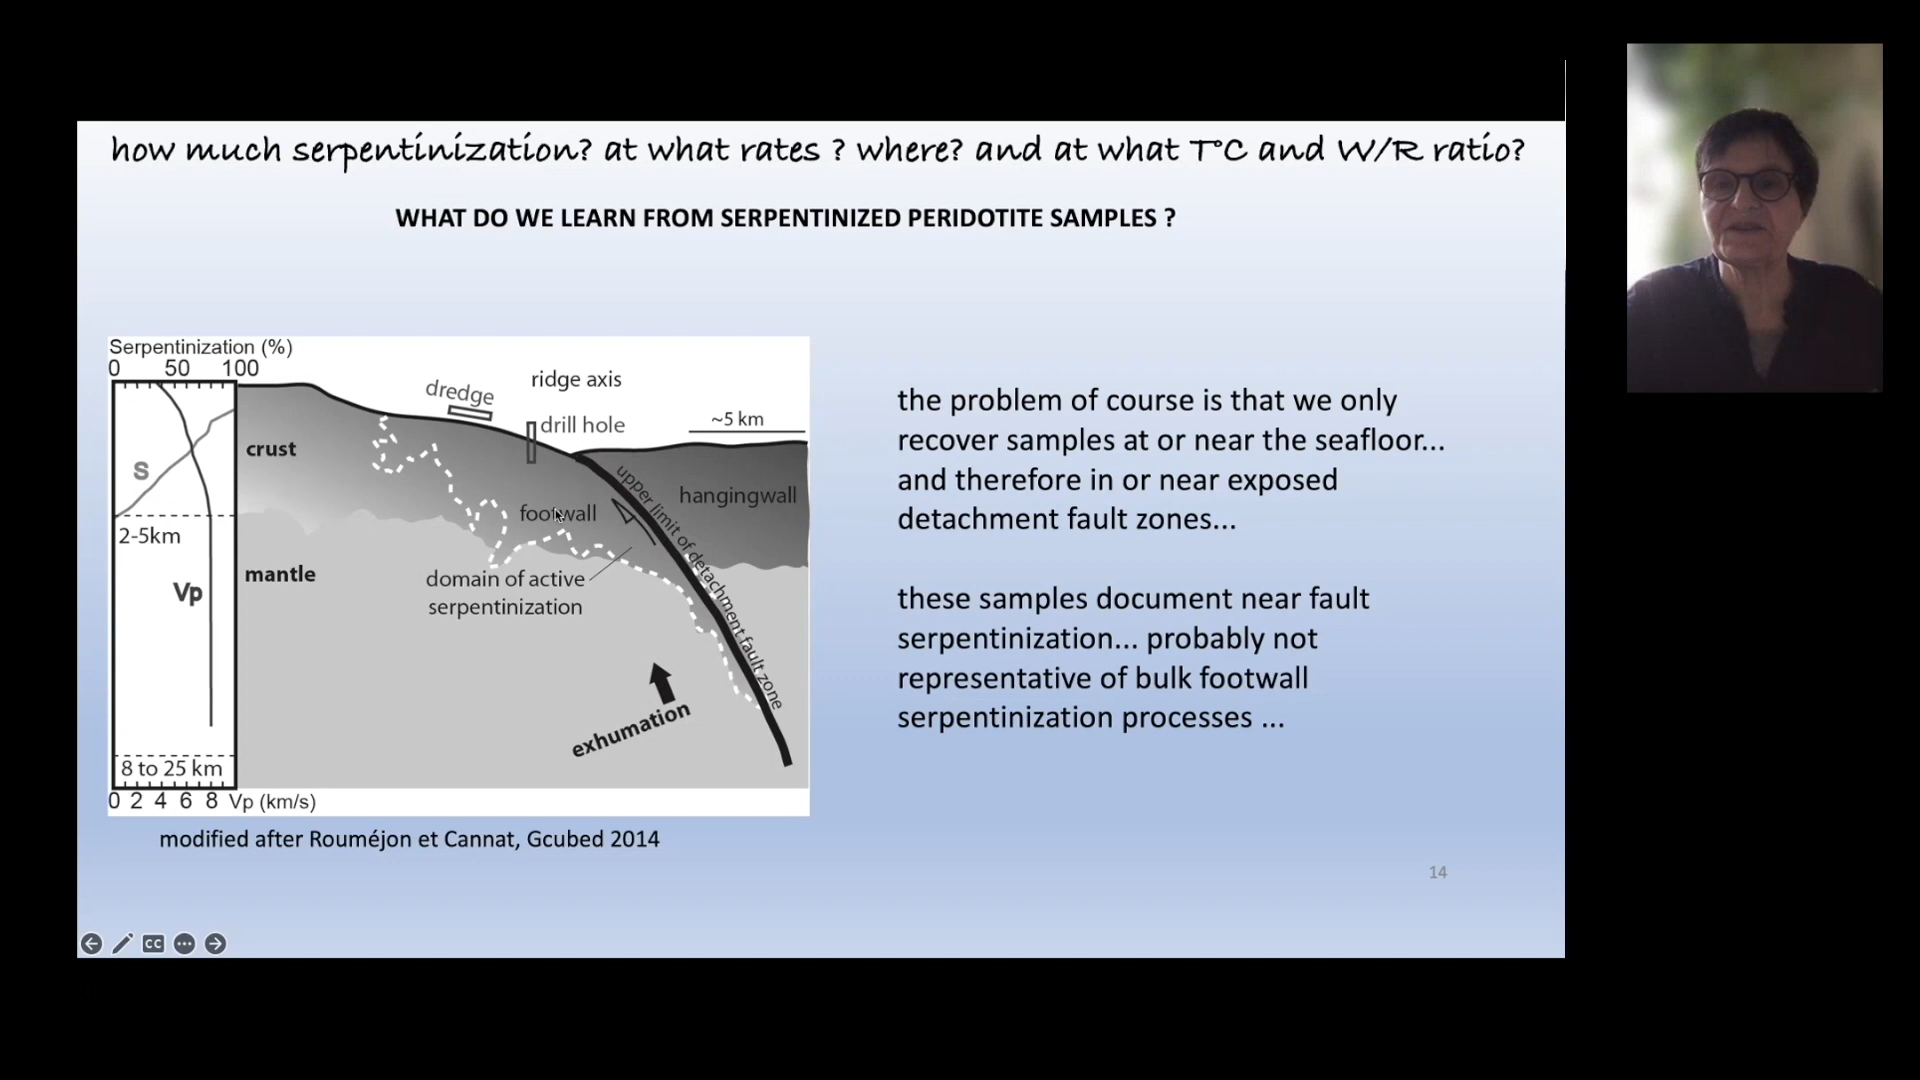 how much serpentinization? at what rates ? where? and at what T°C and W/R ratio?
WHAT DO WE LEARN FROM SERPENTINIZED PERIDOTITE SAMPLES ?
Serpentinization (%)
0 50 100
dredge
ridge axis
drill hole
~5 km
crust
S
upper limit of detachment fault zone
hangingwall
footwall
2-5km
mantle
Vp
domain of active
serpentinization
exhumation
8 to 25 km
0 2 4 6 8 Vp (km/s)
modified after Rouméjon et Cannat, Gcubed 2014
the problem of course is that we only
recover samples at or near the seafloor...
and therefore in or near exposed
detachment fault zones...
these samples document near fault
serpentinization... probably not
representative of bulk footwall
serpentinization processes ...
14
CC